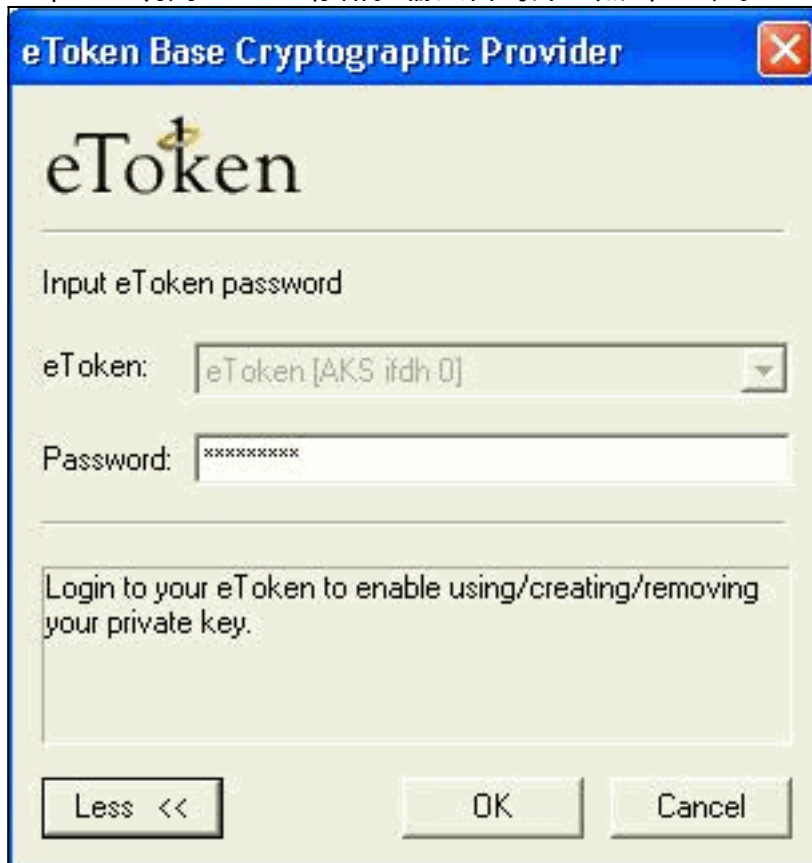 eToken Base Cryptographic Provider
eToken
Input eToken password
eToken: eToken [AKS ifdh 0]
Password: *********
Login to your eToken to enable using/creating/removing
your private key.
Less << OK Cancel